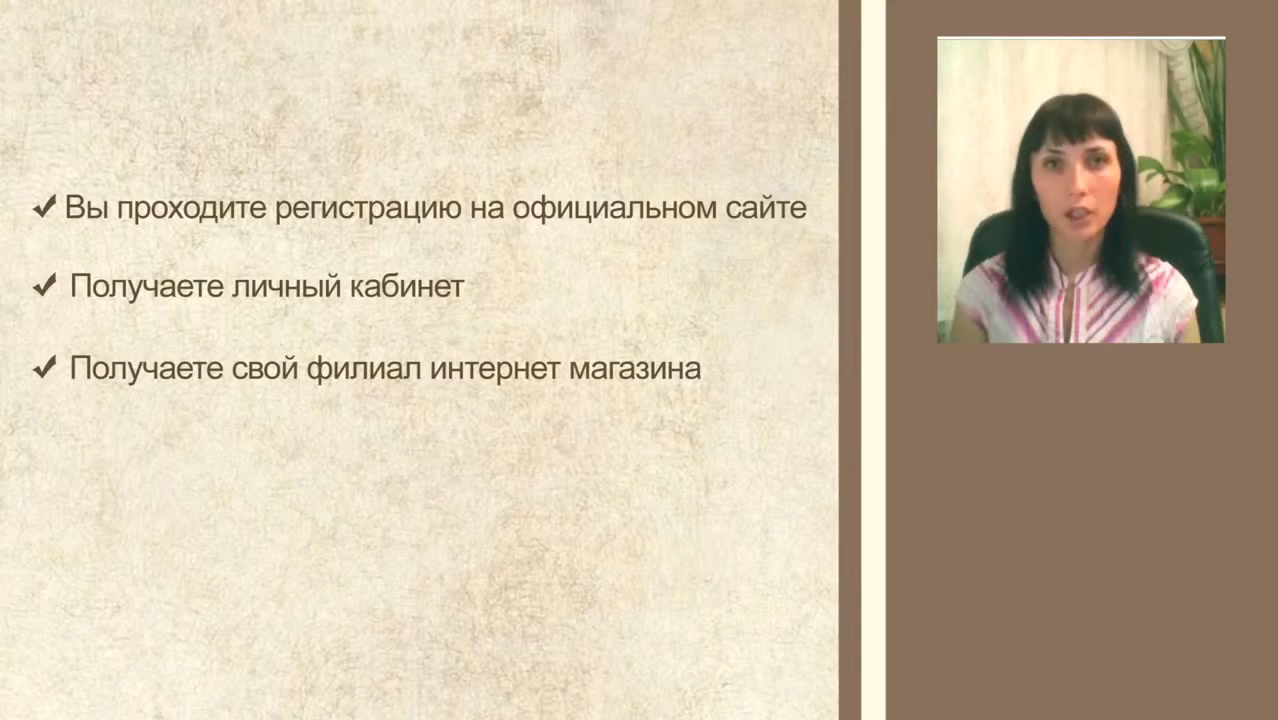 ✔ Вы проходите регистрацию на официальном сайте
✔ Получаете личный кабинет
✔ Получаете свой филиал интернет магазина